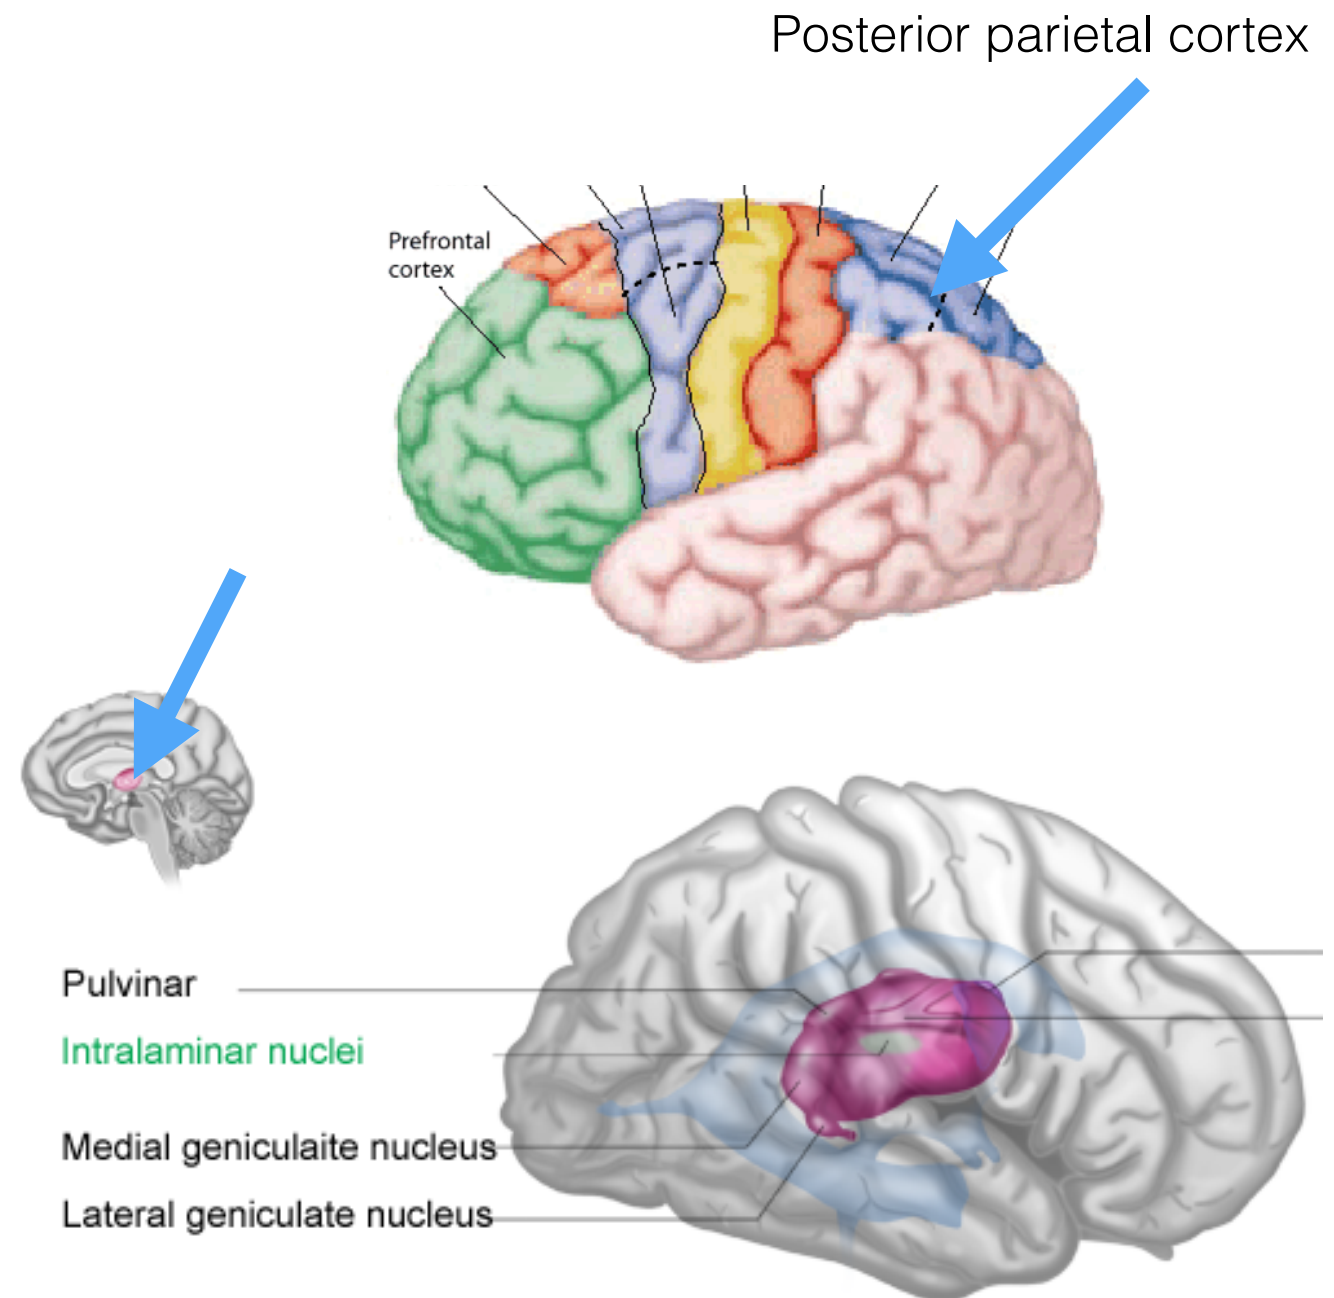 Posterior parietal cortex
Prefrontal
cortex
Pulvinar
Intralaminar nuclei
Medial geniculaite nucleus
Lateral geniculate nucleus